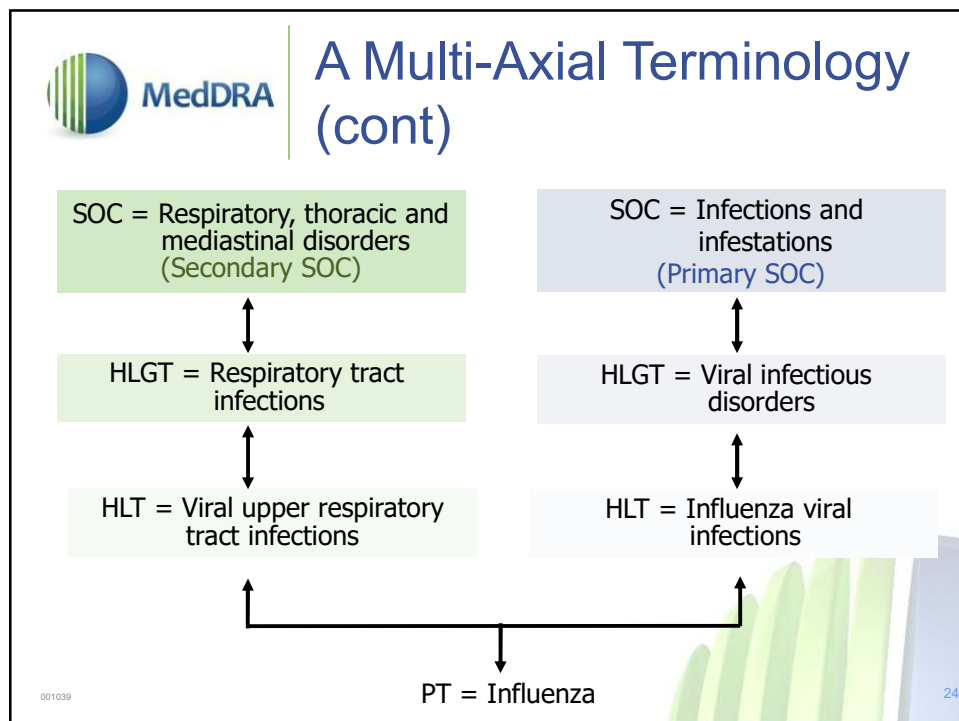 MedDRA
A Multi-Axial Terminology
(cont)
SOC = Respiratory, thoracic and
mediastinal disorders
(Secondary SOC)
SOC = Infections and
infestations
(Primary SOC)
HLGT = Respiratory tract
infections
HLGT = Viral infectious
disorders
HLT = Viral upper respiratory
tract infections
HLT = Influenza viral
infections
PT = Influenza
001039
24